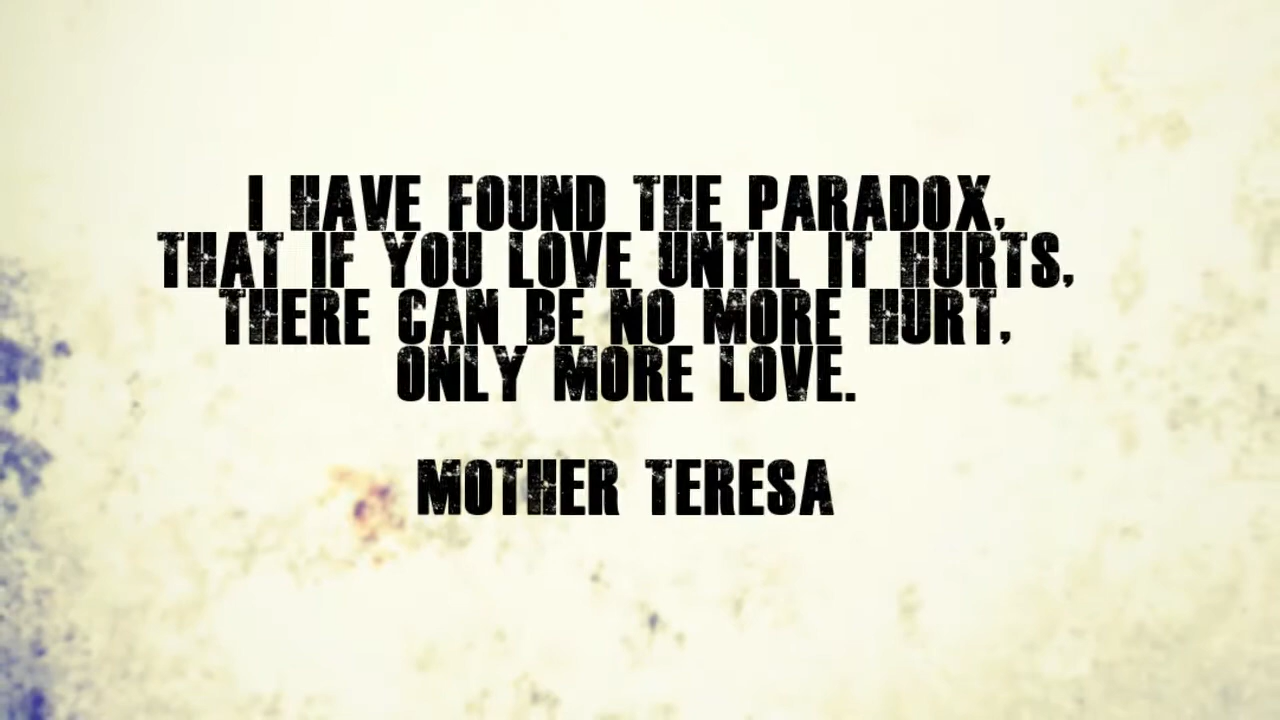 I HAVE FOUND THE PARADOX,
THAT IF YOU LOVE UNTIL IT HURTS,
THERE CAN BE NO MORE HURT,
ONLY MORE LOVE.
MOTHER TERESA